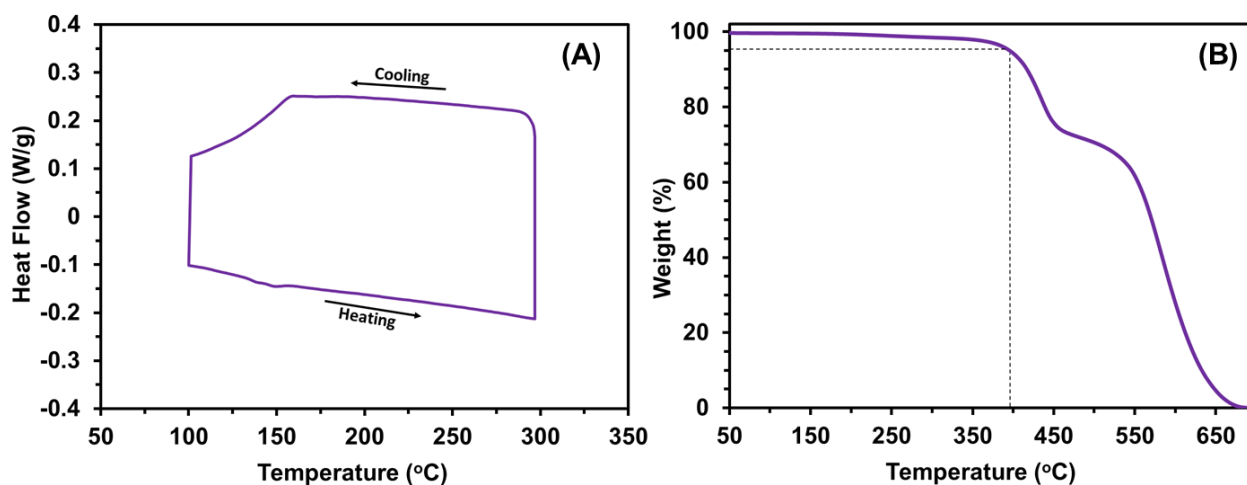 (A)
Heat Flow (W/g)
0.4
0.3
0.2
0.1
0
-0.1
-0.2
-0.3
-0.4
Cooling
Heating
50 100 150 200 250 300 350
Temperature (oC)
(B)
Weight (%)
100
80
60
40
20
0
50 150 250 350 450 550 650
Temperature (oC)